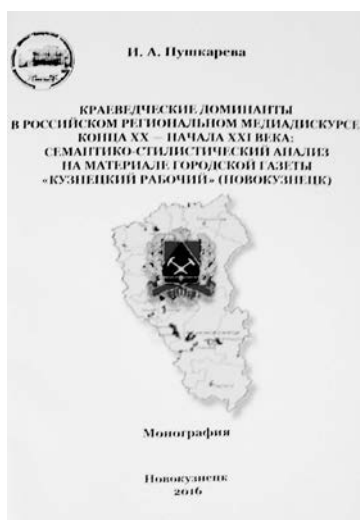 И. А. Пушкарева
КРАЕВЕДЧЕСКИЕ ДОМИНАНТЫ
В РОССИЙСКОМ РЕГИОНАЛЬНОМ МЕДИАДИСКУРСЕ
КОНЦА XX — НАЧАЛА XXI ВЕКА:
СЕМАНТИКО-СТИЛИСТИЧЕСКИЙ АНАЛИЗ
НА МАТЕРИАЛЕ ГОРОДСКОЙ ГАЗЕТЫ
«КУЗНЕЦКИЙ РАБОЧИЙ» (НОВОКУЗНЕЦК)
Монография
Новокузнецк
2016